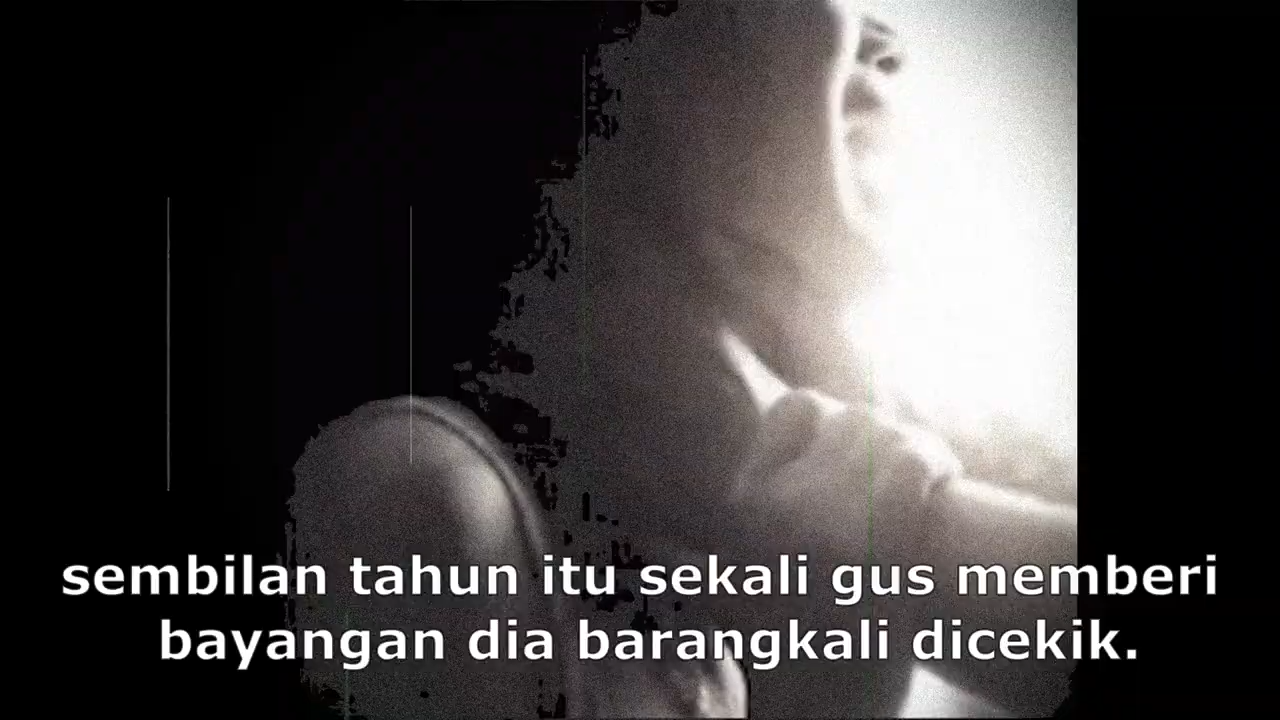 sembilan tahun itu sekali gus memberi
bayangan dia barangkali dicekik.